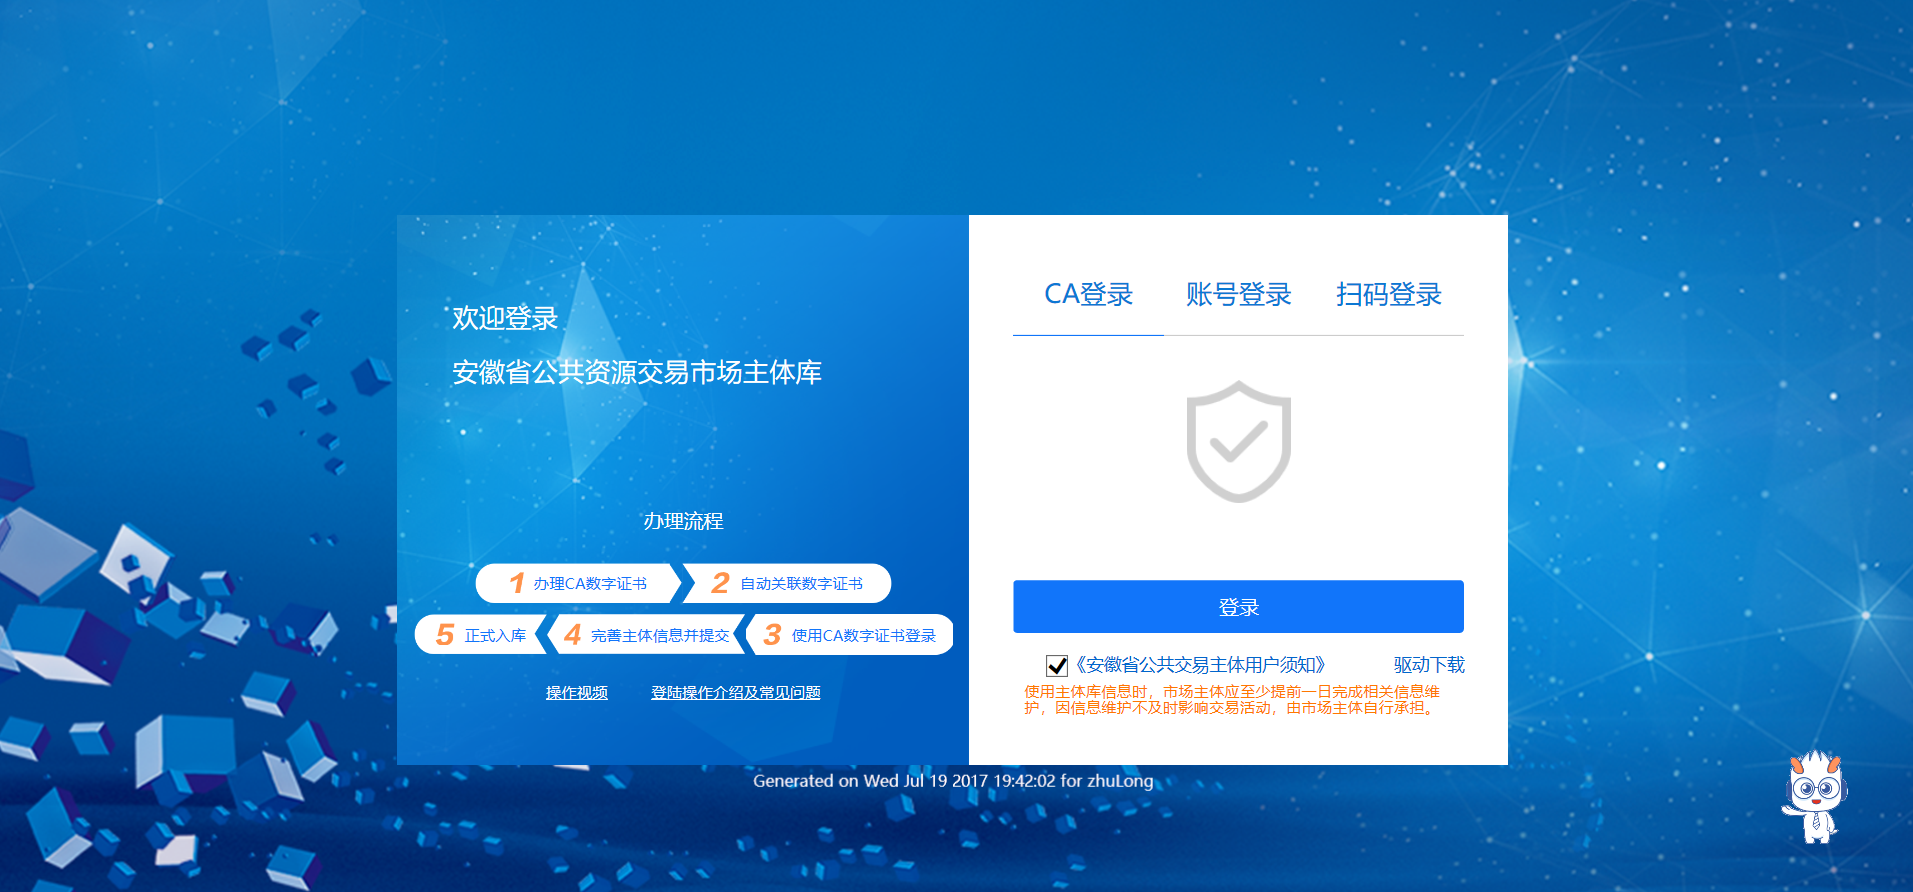 欢迎登录
安徽省公共资源交易市场主体库
办理流程
1 办理CA数字证书 2 自动关联数字证书
5 正式入库 4 完善主体信息并提交 3 使用CA数字证书登录
操作视频 登陆操作介绍及常见问题
CA登录 账号登录 扫码登录
登录
《安徽省公共交易主体用户须知》 驱动下载
使用主体库信息时，市场主体应至少提前一日完成相关信息维
护，因信息维护不及时影响交易活动，由市场主体自行承担。
Generated on Wed Jul 19 2017 19:42:02 for zhuLong